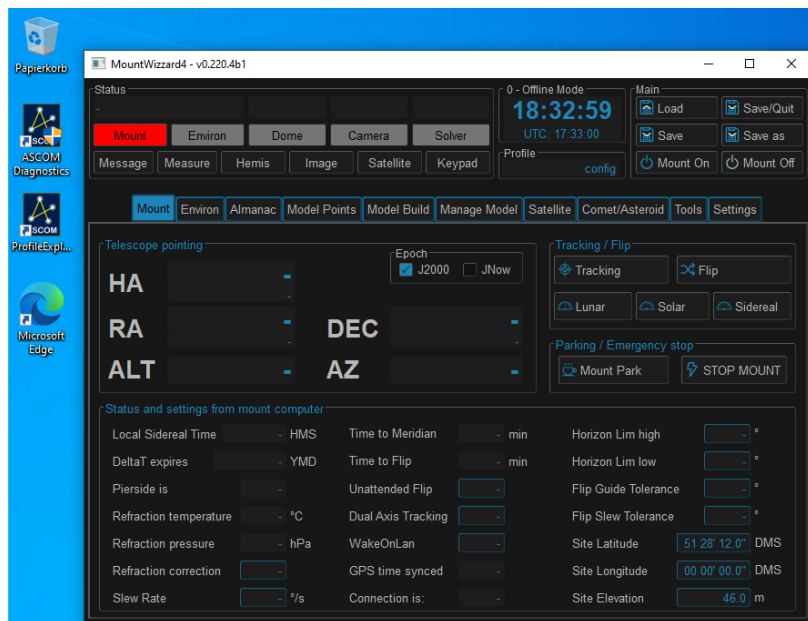 Papierkorb
ASCOM
ASCOM
Diagnostics
ASCOM
ProfileExpl...
Microsoft
Edge
MountWizzard4 - v0.220.4b1
Status
-
Mount Environ Dome Camera Solver
Message Measure Hemis Image Satellite Keypad
0 - Offline Mode
18:32:59
UTC: 17:33:00
Profile
config
Main
Load Save/Quit
Save Save as
Mount On Mount Off
Mount Environ Almanac Model Points Model Build Manage Model Satellite Comet/Asteroid Tools Settings
Telescope pointing
Epoch
J2000 JNow
HA -
-
RA - DEC -
- -
ALT - AZ -
Tracking / Flip
Tracking Flip
Lunar Solar Sidereal
Parking / Emergency stop
Mount Park STOP MOUNT
Status and settings from mount computer
Local Sidereal Time - HMS Time to Meridian - min Horizon Lim high - °
DeltaT expires - YMD Time to Flip - min Horizon Lim low - °
Pierside is - Unattended Flip - Flip Guide Tolerance - °
Refraction temperature - °C Dual Axis Tracking - Flip Slew Tolerance - °
Refraction pressure - hPa WakeOnLan - Site Latitude 51 28' 12.0" DMS
Refraction correction - GPS time synced - Site Longitude 00 00' 00.0" DMS
Slew Rate - °/s Connection is: - Site Elevation 46.0 m